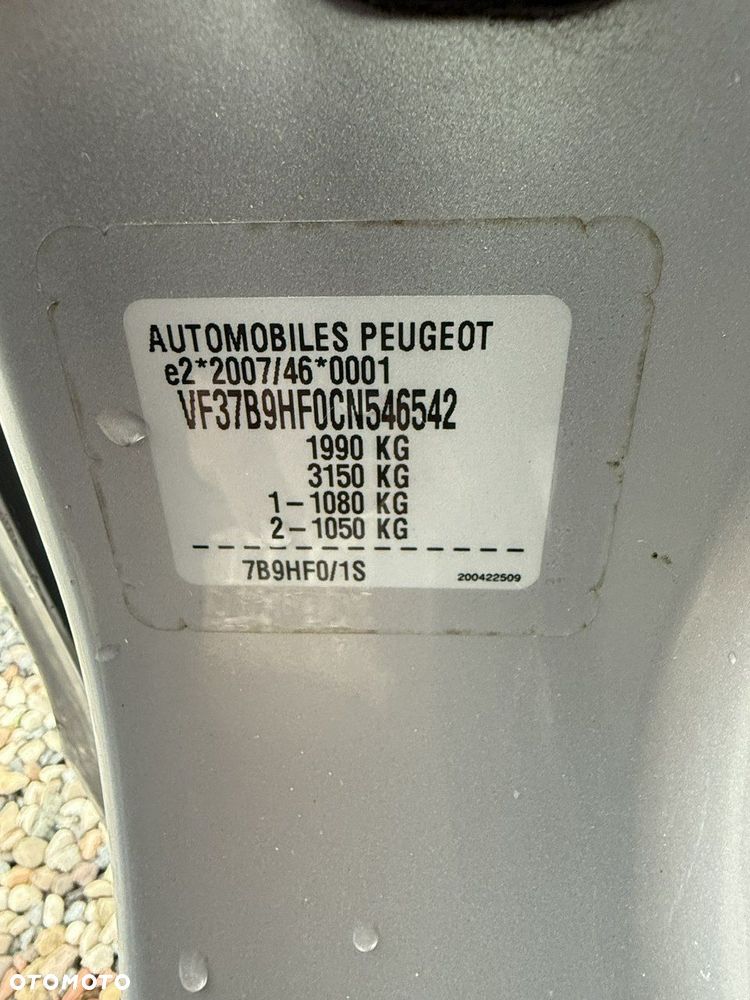 AUTOMOBILES PEUGEOT
e2*2007/46*0001
VF37B9HF0CN546542
1990 KG
3150 KG
1-1080 KG
2-1050 KG
7B9HF0/1S
200422509
OTOMOTO